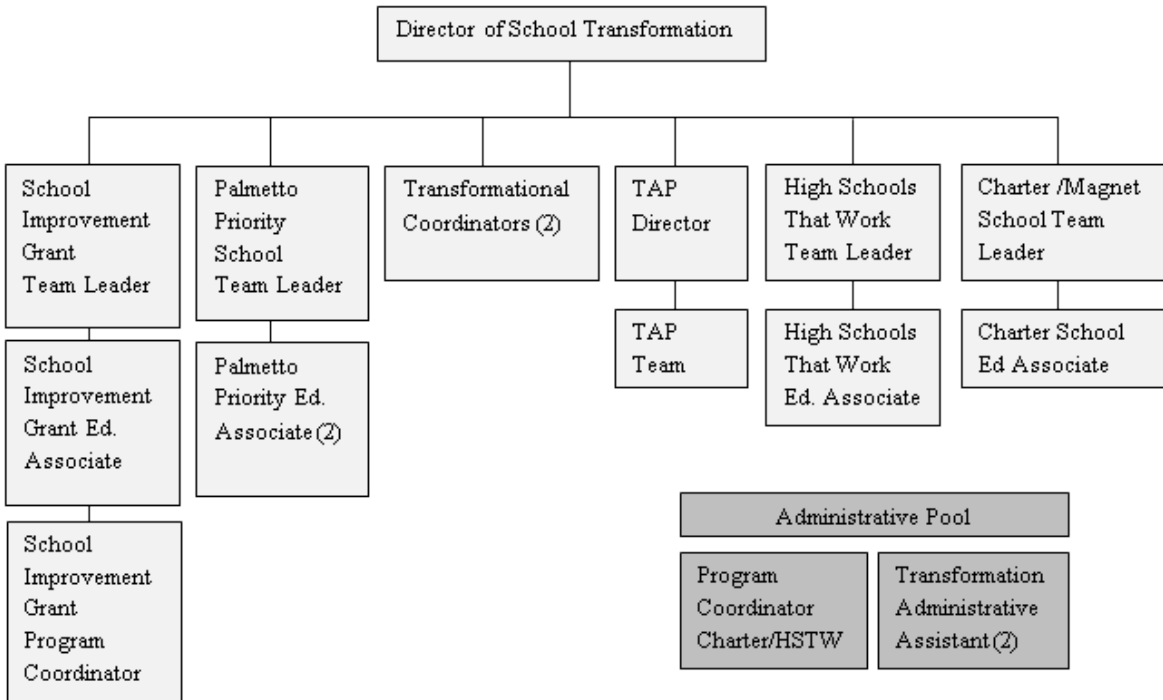 Director of School Transformation
School
Improvement
Grant
Team Leader
Palmetto
Priority
School
Team Leader
Transformational
Coordinators (2)
TAP
Director
High Schools
That Work
Team Leader
Charter /Magnet
School Team
Leader
School
Improvement
Grant Ed.
Associate
Palmetto
Priority Ed.
Associate (2)
TAP
Team
High Schools
That Work
Ed. Associate
Charter School
Ed Associate
School
Improvement
Grant
Program
Coordinator
Administrative Pool
Program
Coordinator
Charter/HSTW
Transformation
Administrative
Assistant (2)